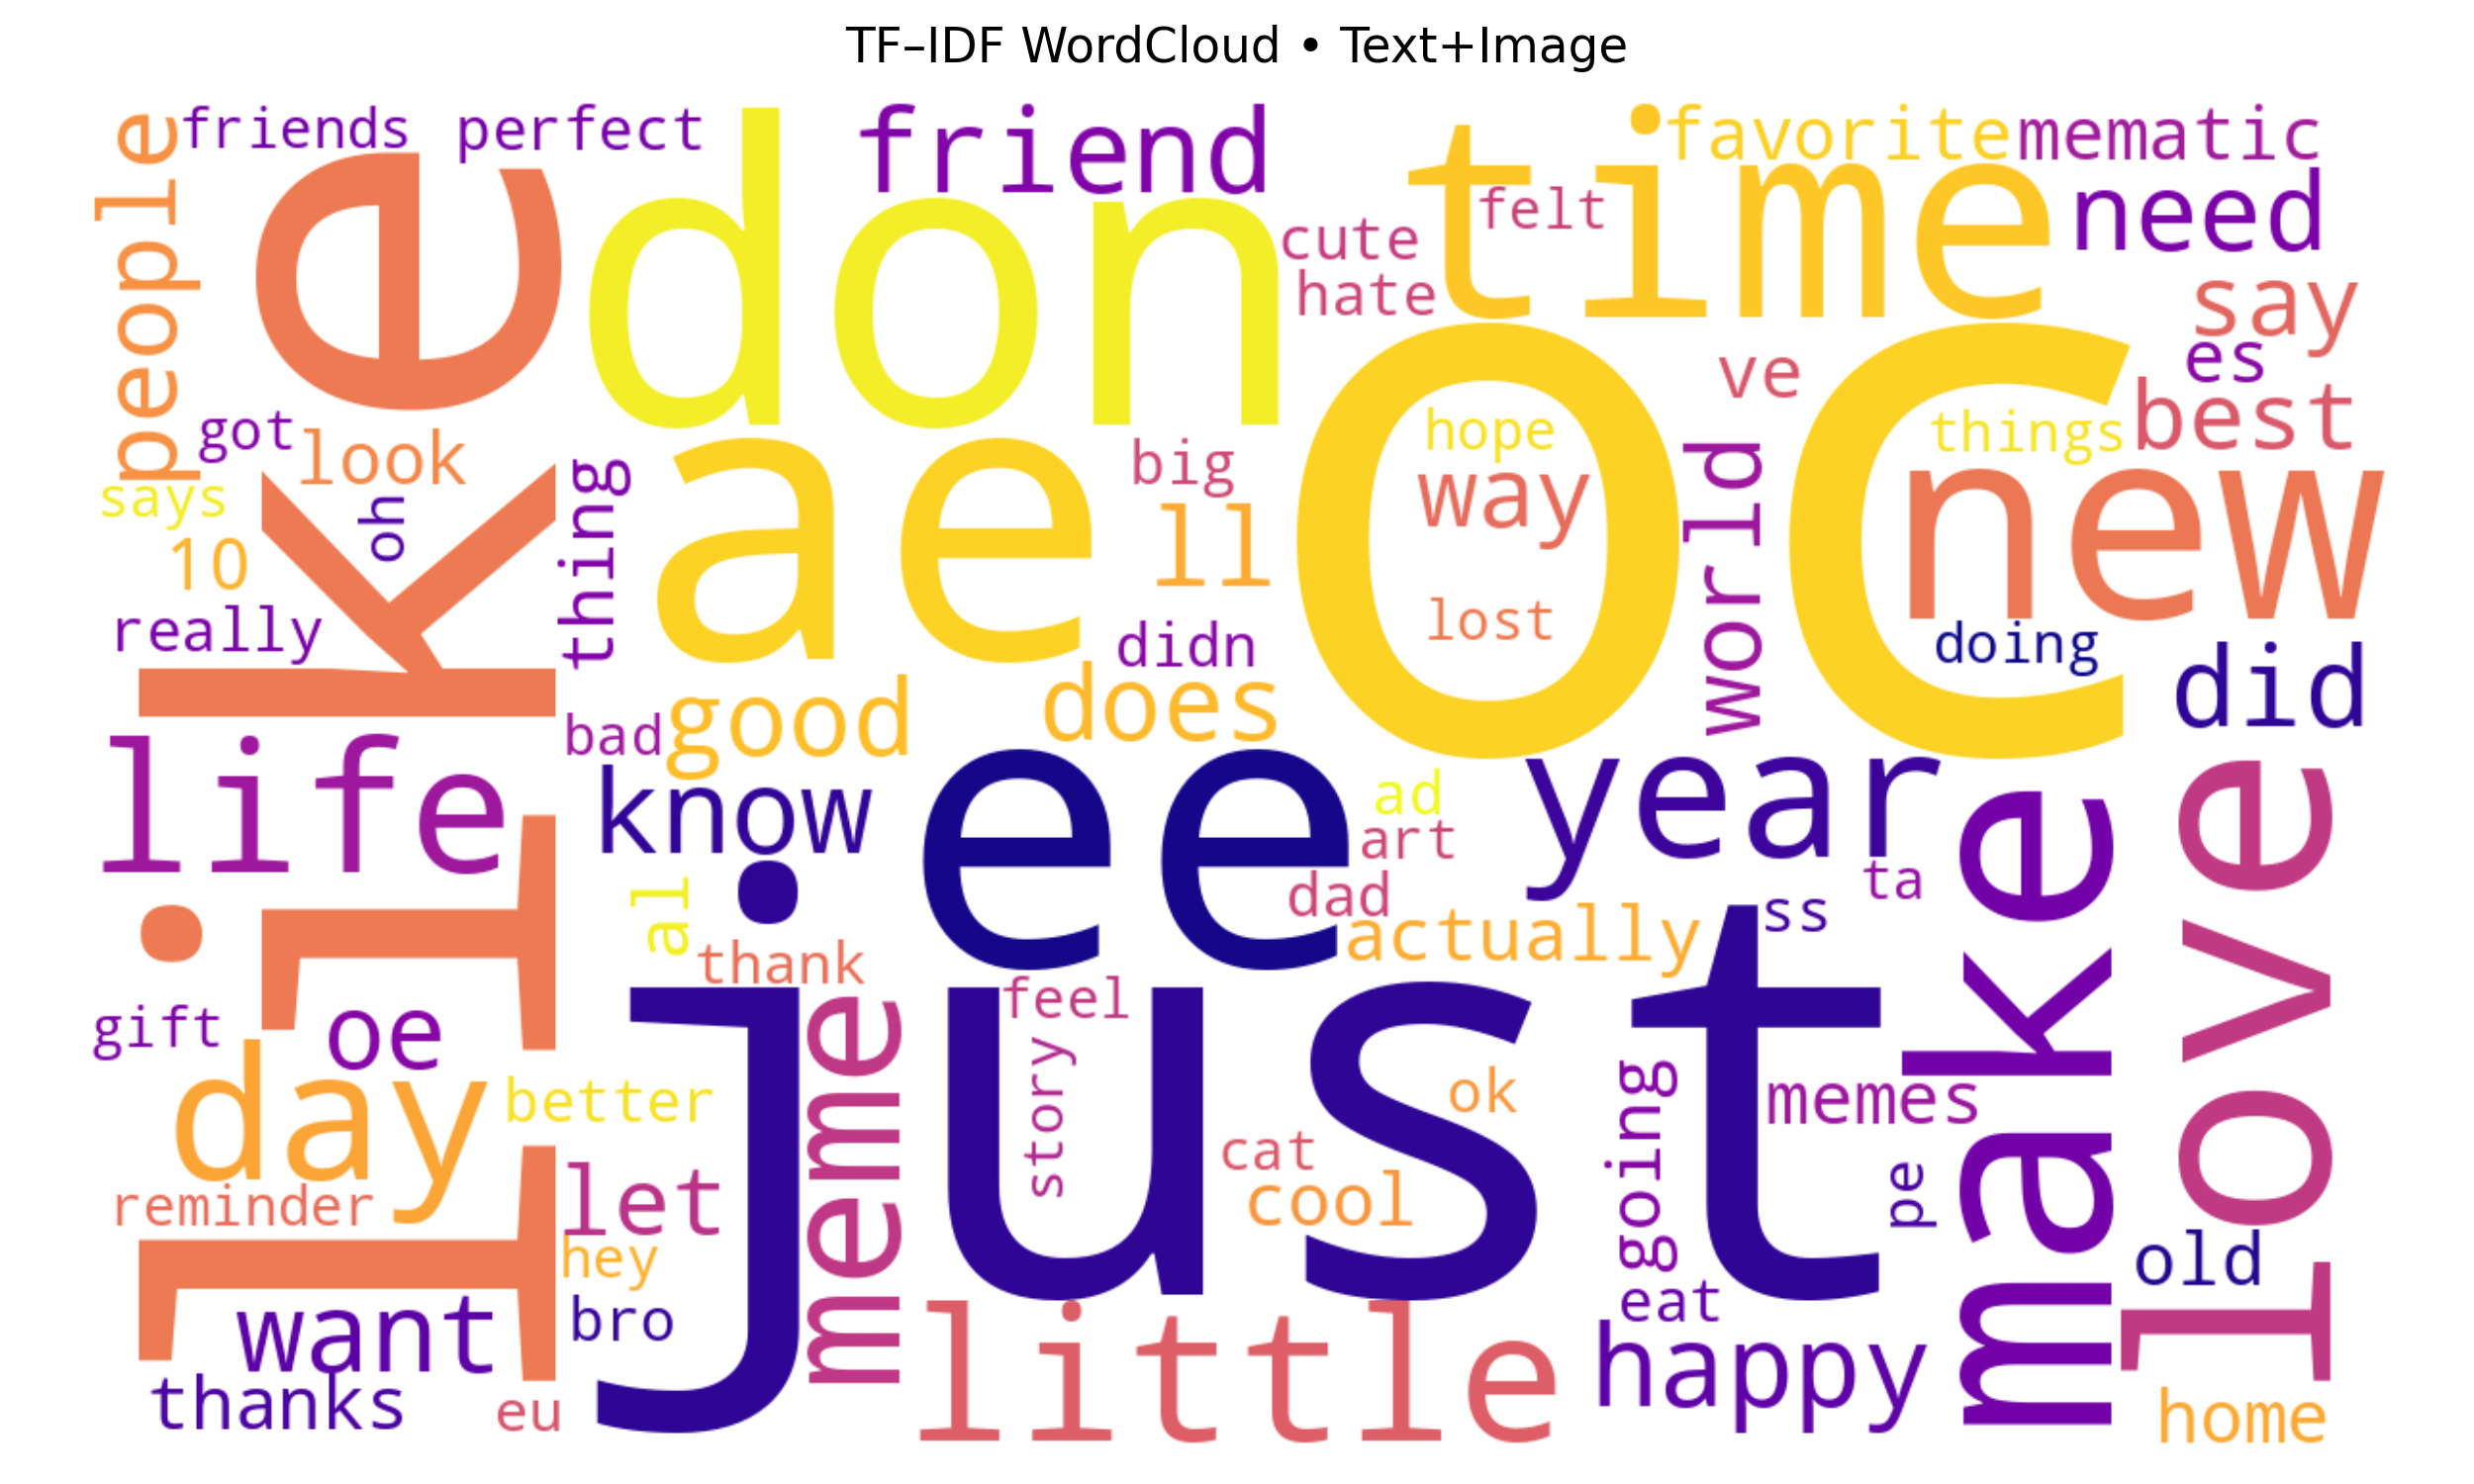 TF–IDF WordCloud • Text+Image
friends
perfect
friend
favorite
mematic
people
like
don
time
felt
need
cute
hate
say
es
ve
oc
best
got
look
hope
things
big
way
world
new
says
oh
thing
ae
ll
10
really
lost
didn
doing
did
bad
good
does
life
know
ee
ad
year
art
al
dad
ta
ss
make
love
thank
actually
gift
oe
just
feel
meme
story
ok
day
better
going
memes
cat
cool
pe
reminder
let
hey
old
bro
eat
want
little
happy
thanks
eu
home